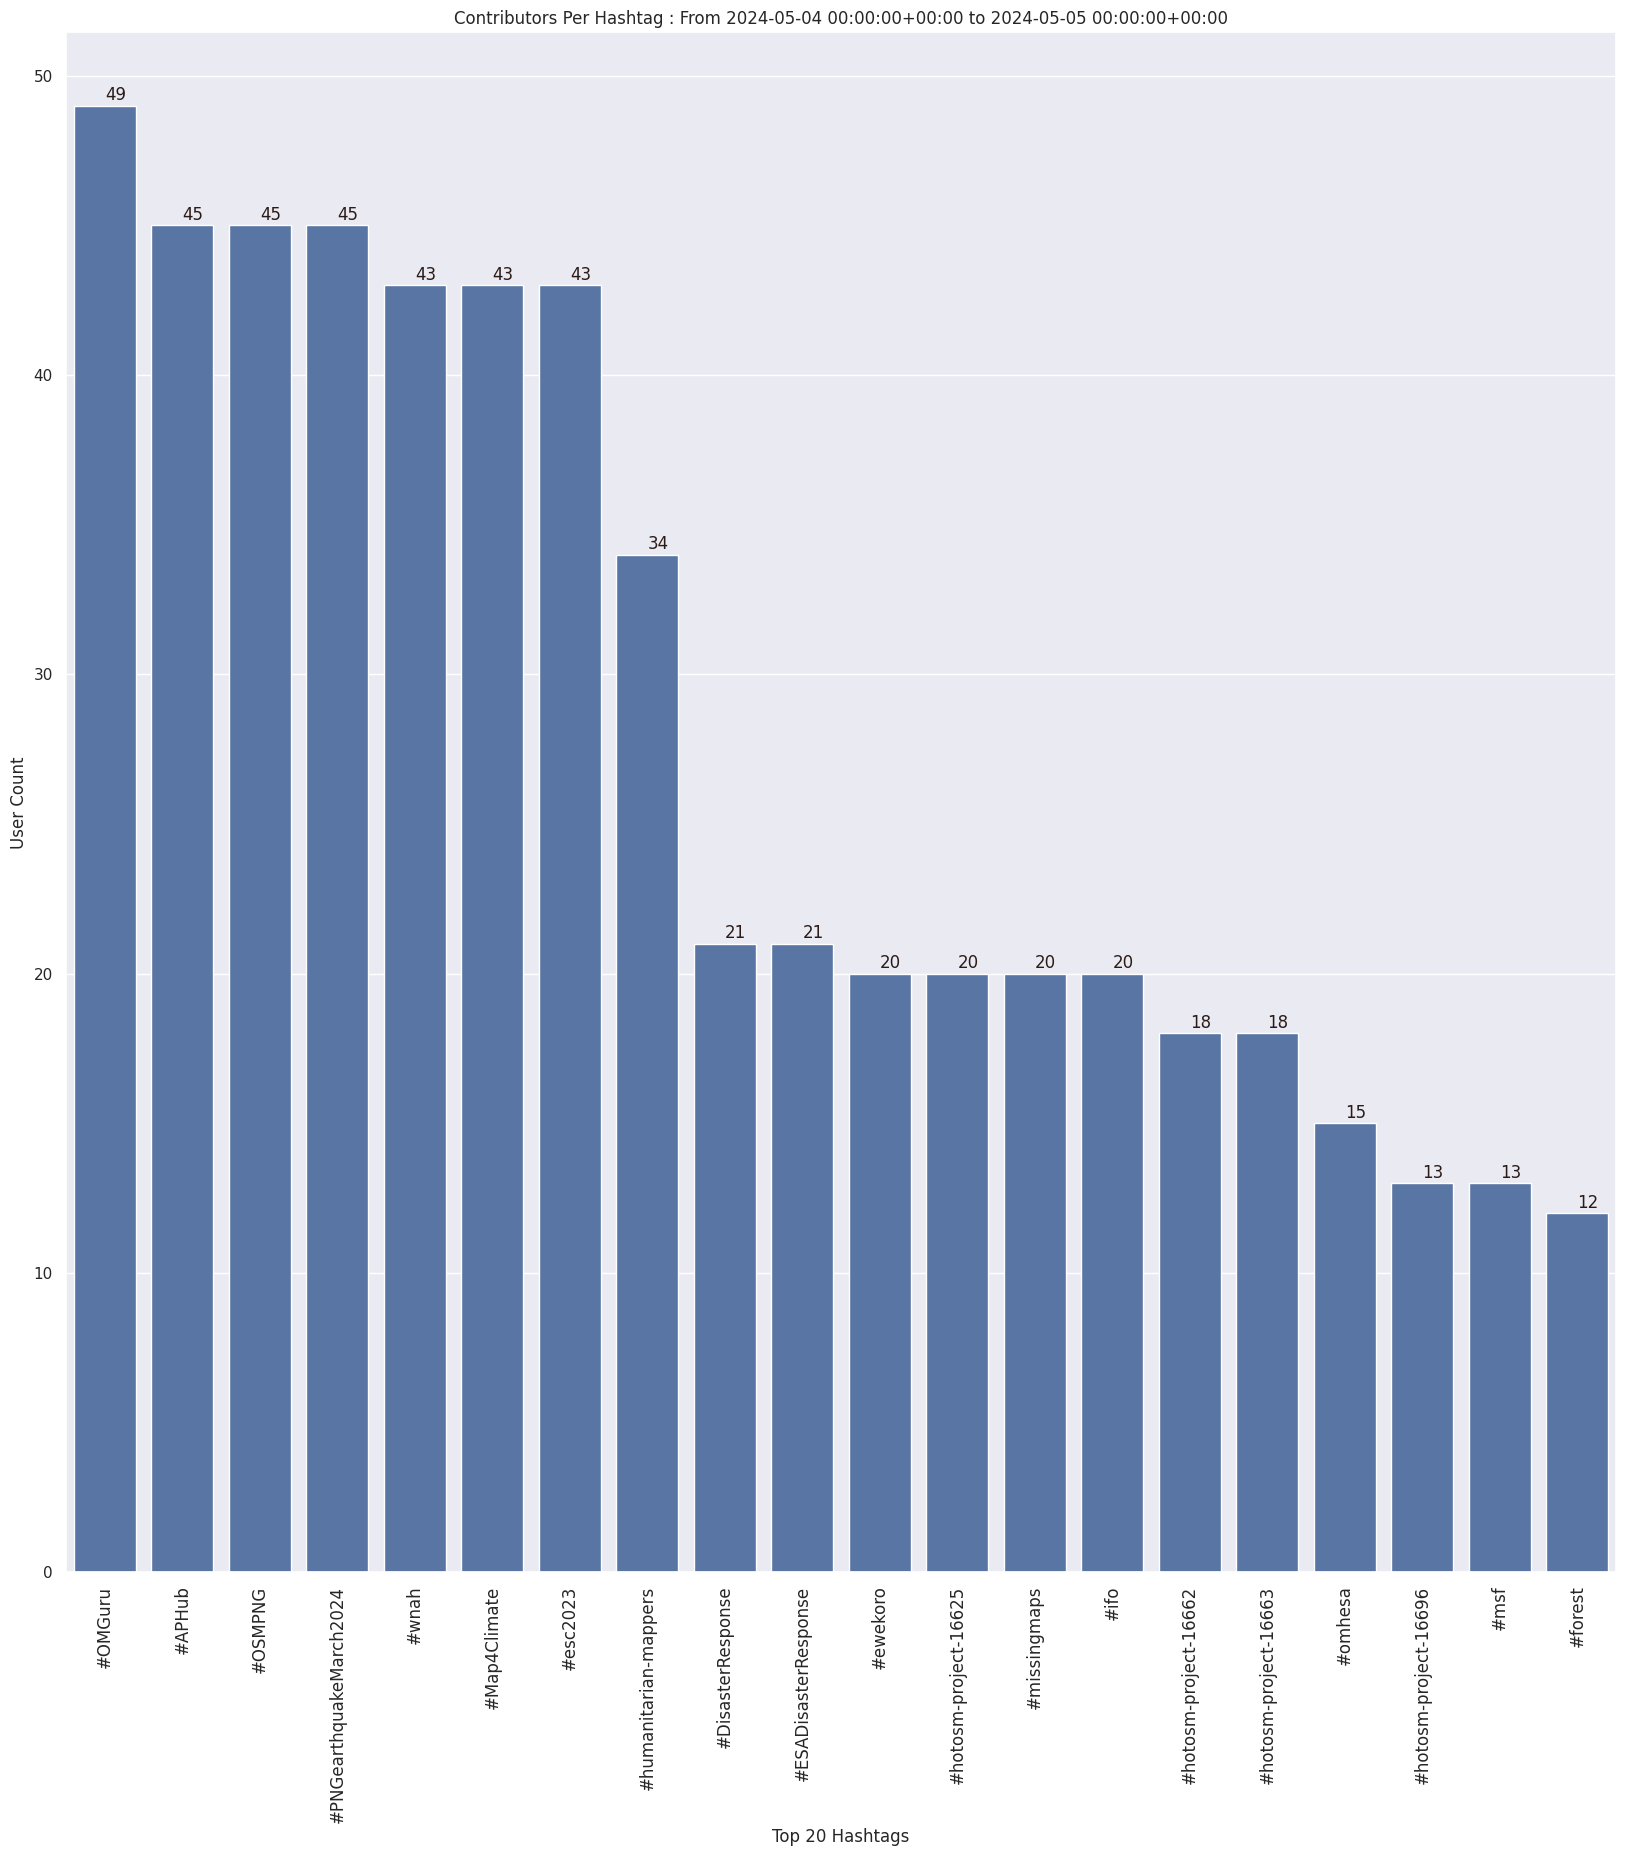 Contributors Per Hashtag : From 2024-05-04 00:00:00+00:00 to 2024-05-05 00:00:00+00:00
50
40
30
20
10
0
User Count
49
45
45
45
43
43
43
34
21
21
20
20
20
20
18
18
15
13
13
12
#OMGuru
#APHub
#OSMPNG
#PNGearthquakeMarch2024
#wnah
#Map4Climate
#esc2023
#humanitarian-mappers
#DisasterResponse
#ESADisasterResponse
#ewekoro
#hotosm-project-16625
#missingmaps
#ifo
#hotosm-project-16662
#hotosm-project-16663
#omhesa
#hotosm-project-16696
#msf
#forest
Top 20 Hashtags